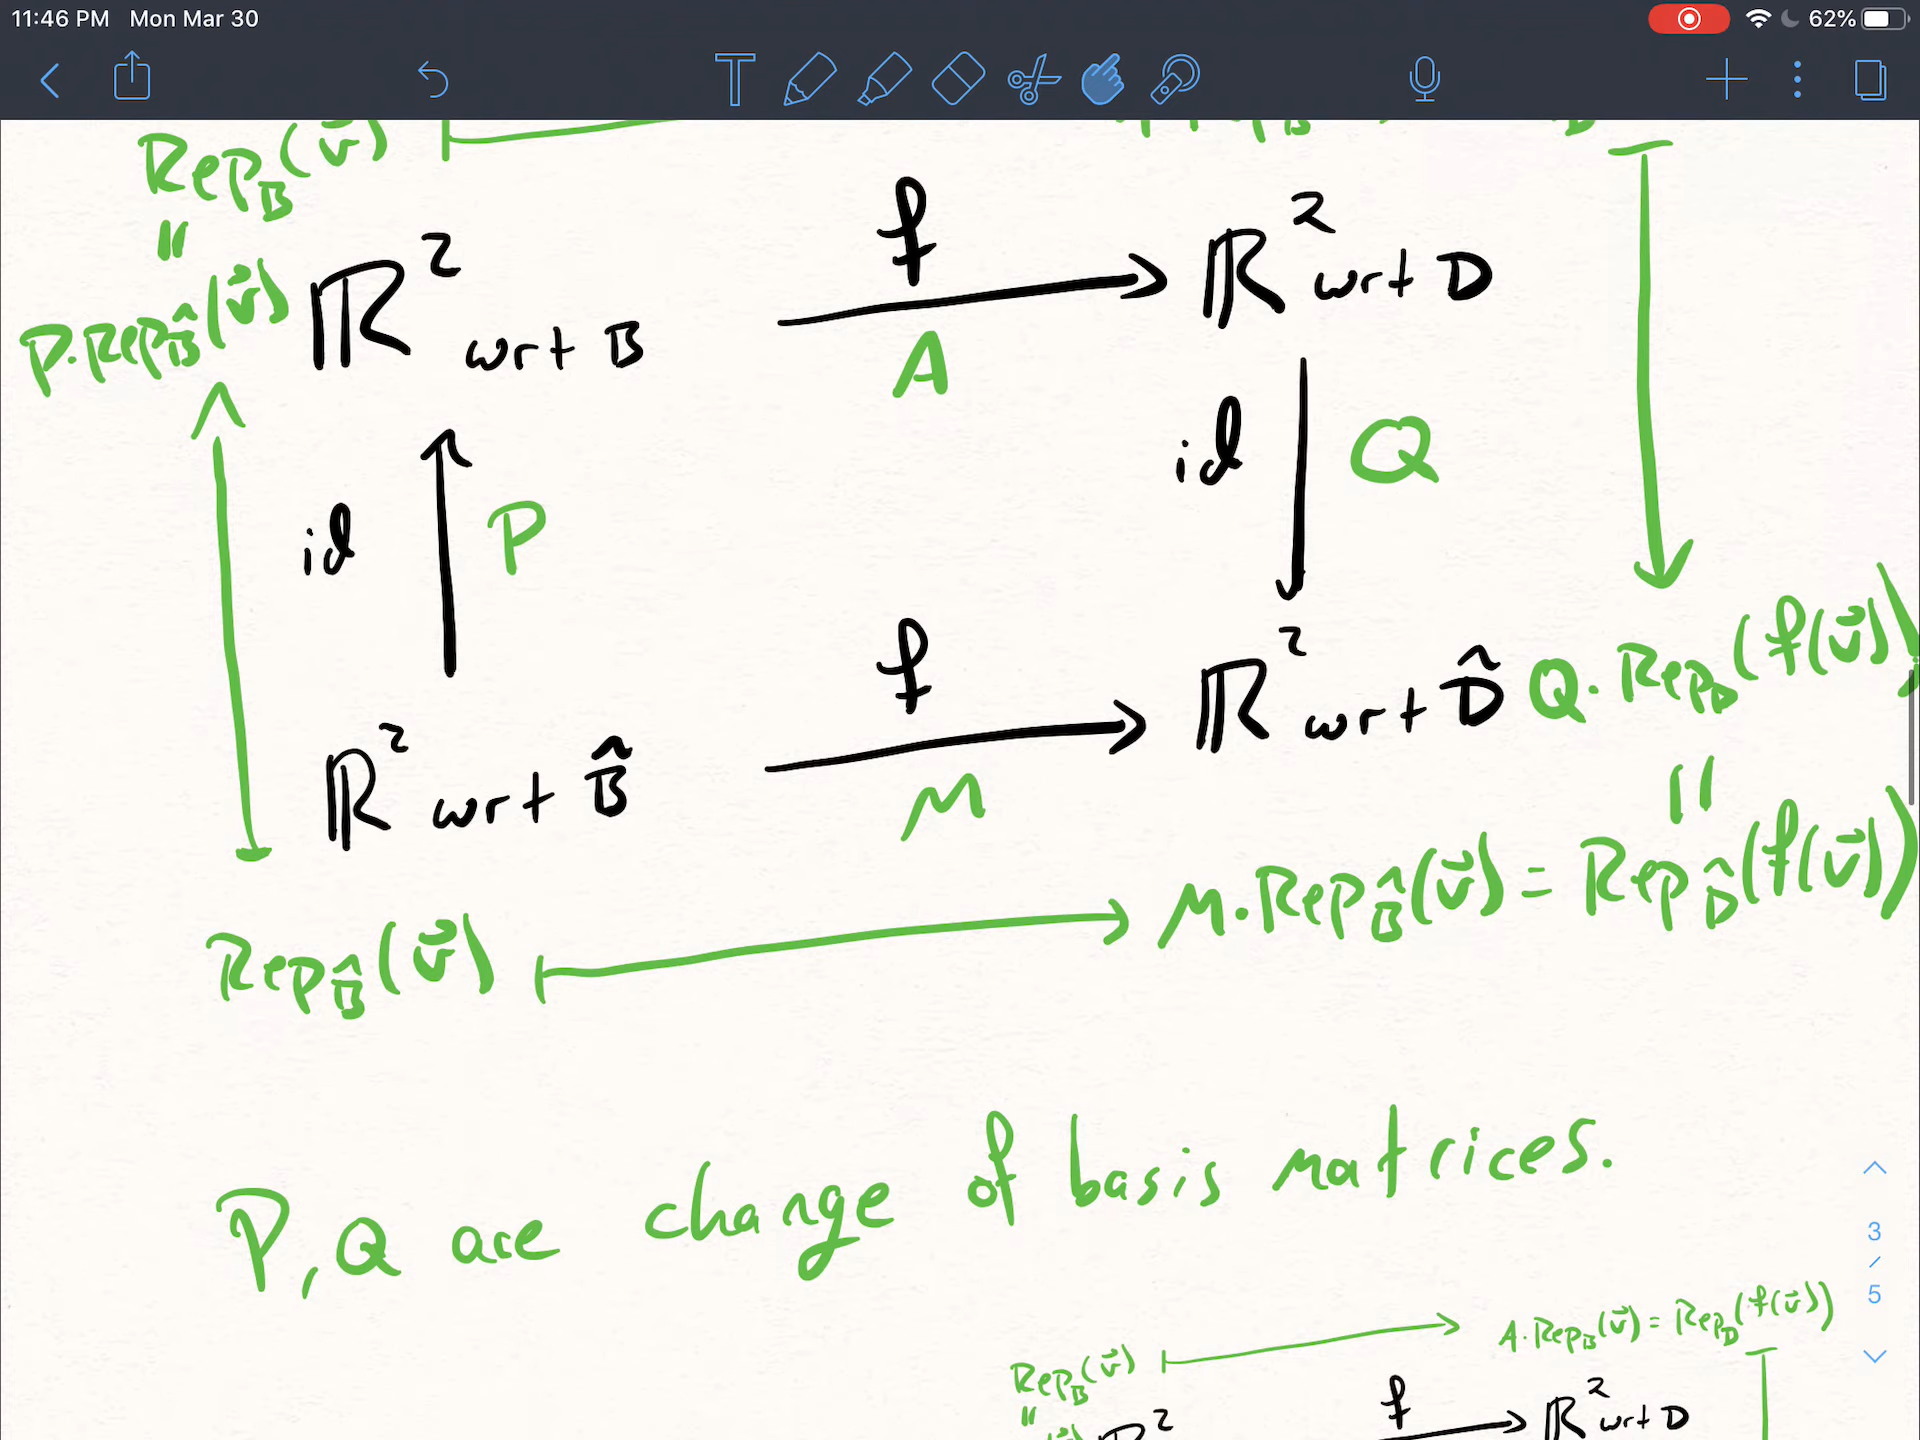 11:46 PM Mon Mar 30 62%
T
Rep_B(v⃗)
=
P·Rep_B̂(v⃗)
ℝ² wrt B
f
A
ℝ² wrt D
id P
id Q
ℝ² wrt B̂
f
M
ℝ² wrt D̂
Q·Rep_D(f(v⃗))
=
Rep_B̂(v⃗)
M·Rep_B̂(v⃗) = Rep_D̂(f(v⃗))
P, Q are change of basis matrices.
3
/
5
Rep_B(v⃗)
A·Rep_B(v⃗) = Rep_D(f(v⃗))
=
f
ℝ² wrt D